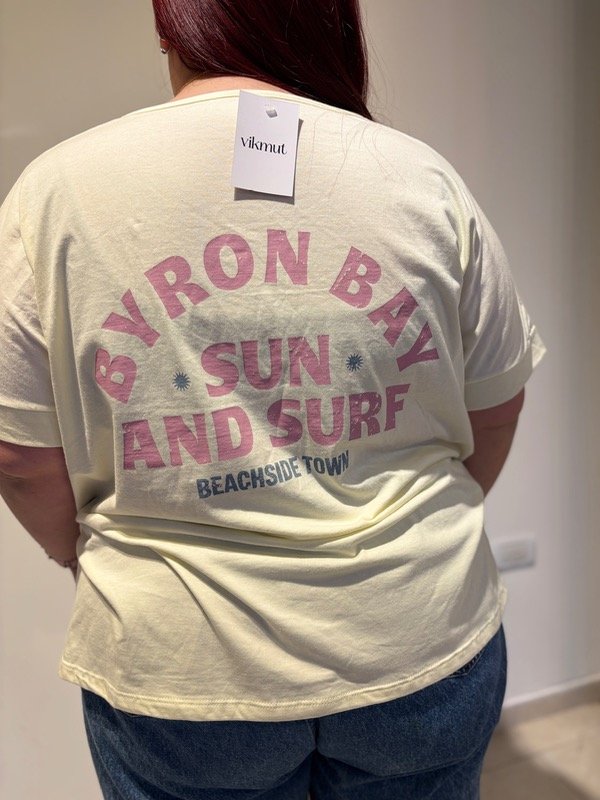 vikmut
BYRON BAY
SUN
AND SURF
BEACHSIDE TOWN